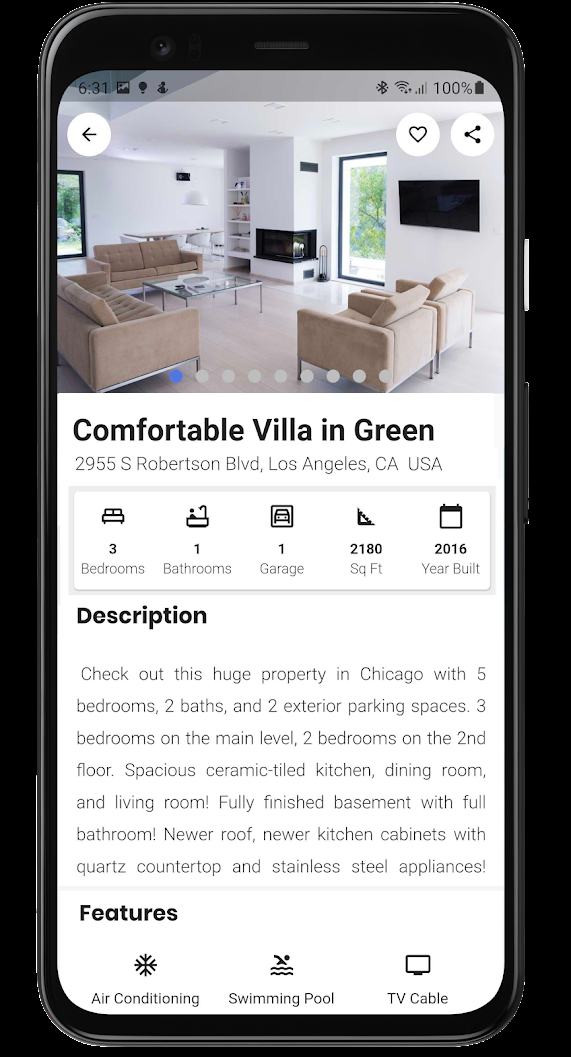 6:31 100%
Comfortable Villa in Green
2955 S Robertson Blvd, Los Angeles, CA  USA
3 1 1 2180 2016
Bedrooms Bathrooms Garage Sq Ft Year Built
Description
Check out this huge property in Chicago with 5
bedrooms, 2 baths, and 2 exterior parking spaces. 3
bedrooms on the main level, 2 bedrooms on the 2nd
floor. Spacious ceramic-tiled kitchen, dining room,
and living room! Fully finished basement with full
bathroom! Newer roof, newer kitchen cabinets with
quartz countertop and stainless steel appliances!
Features
Air Conditioning Swimming Pool TV Cable